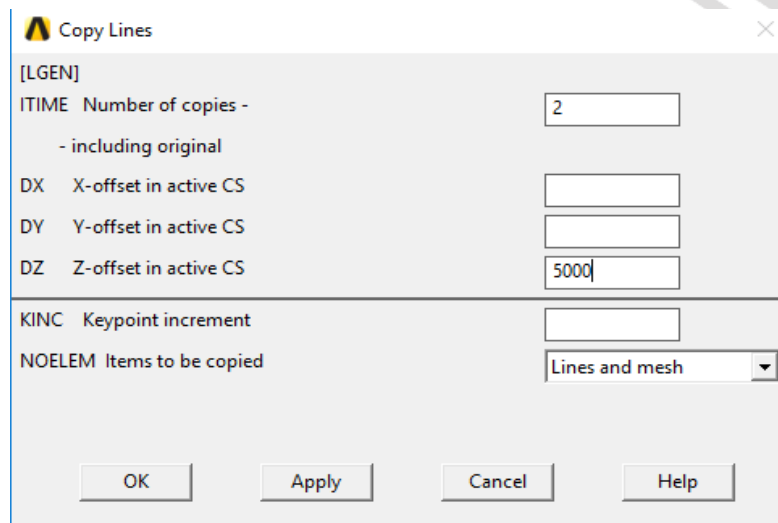 Copy Lines
[LGEN]
ITIME Number of copies - 2
- including original
DX X-offset in active CS
DY Y-offset in active CS
DZ Z-offset in active CS 5000
KINC Keypoint increment
NOELEM Items to be copied Lines and mesh
OK Apply Cancel Help